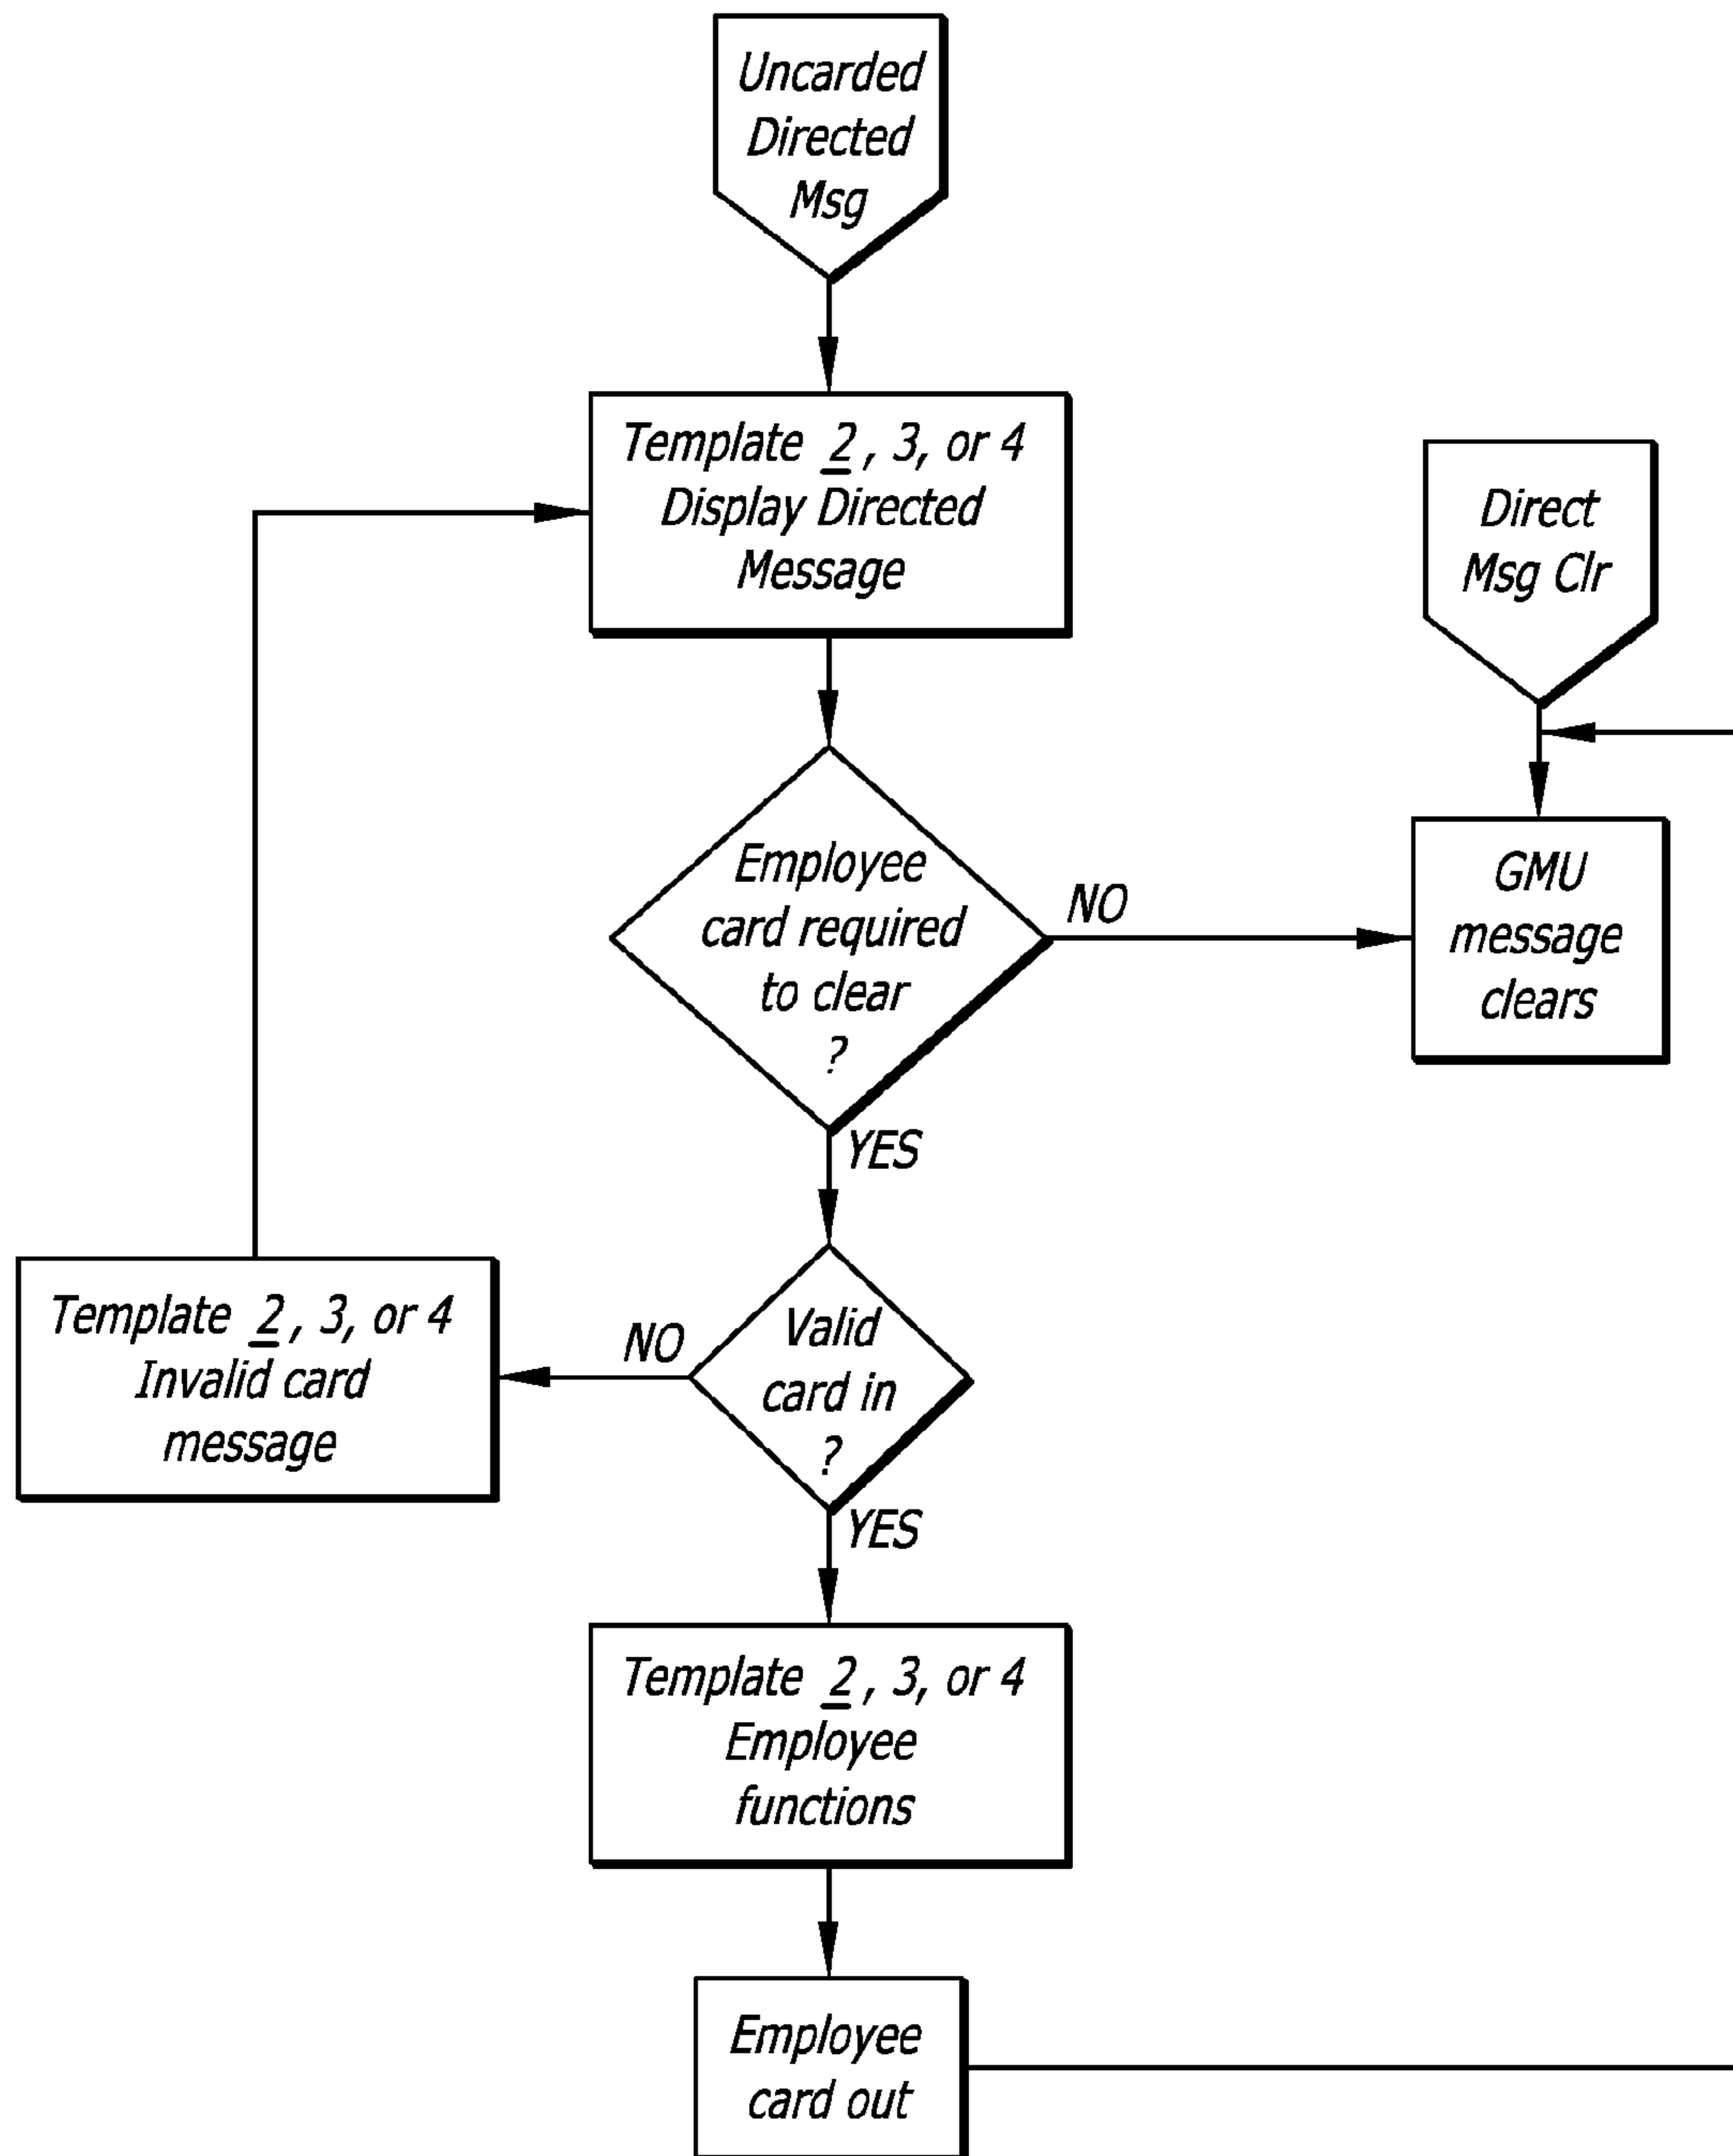 Uncarded
Directed
Msg
Template 2, 3, or 4
Display Directed
Message
Direct
Msg Clr
Employee
card required
to clear
?
NO
GMU
message
clears
YES
Template 2, 3, or 4
Invalid card
message
NO
Valid
card in
?
YES
Template 2, 3, or 4
Employee
functions
Employee
card out